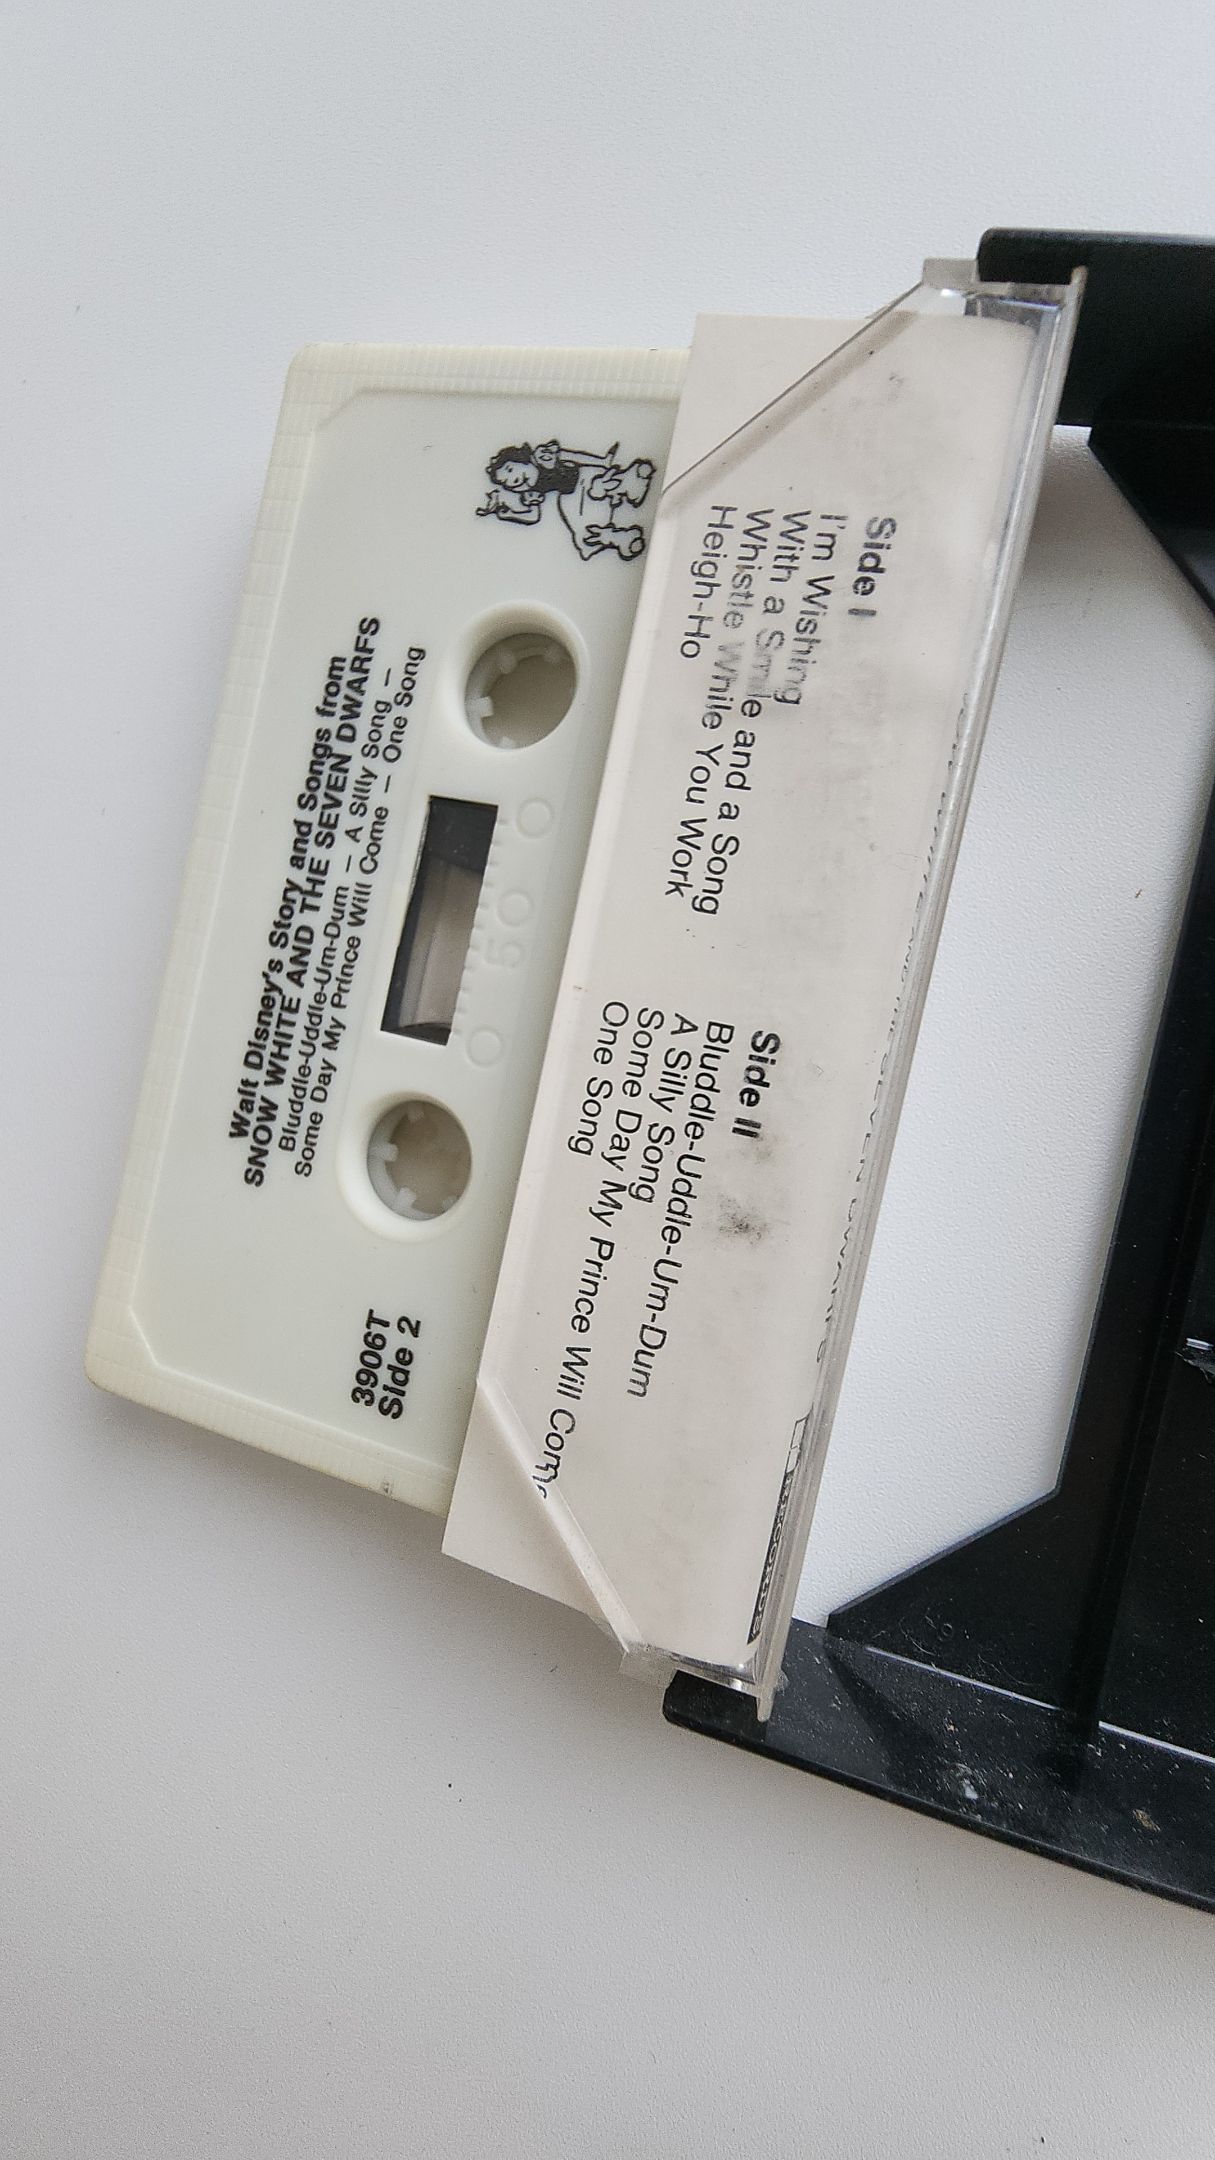 Walt Disney's Story and Songs from
SNOW WHITE AND THE SEVEN DWARFS
Bluddle-Uddle-Um-Dum – A Silly Song –
Some Day My Prince Will Come – One Song
3906T
Side 2
Side I
I'm Wishing
With a Smile and a Song
Whistle While You Work
Heigh-Ho
Side II
Bluddle-Uddle-Um-Dum
A Silly Song
Some Day My Prince Will Come
One Song